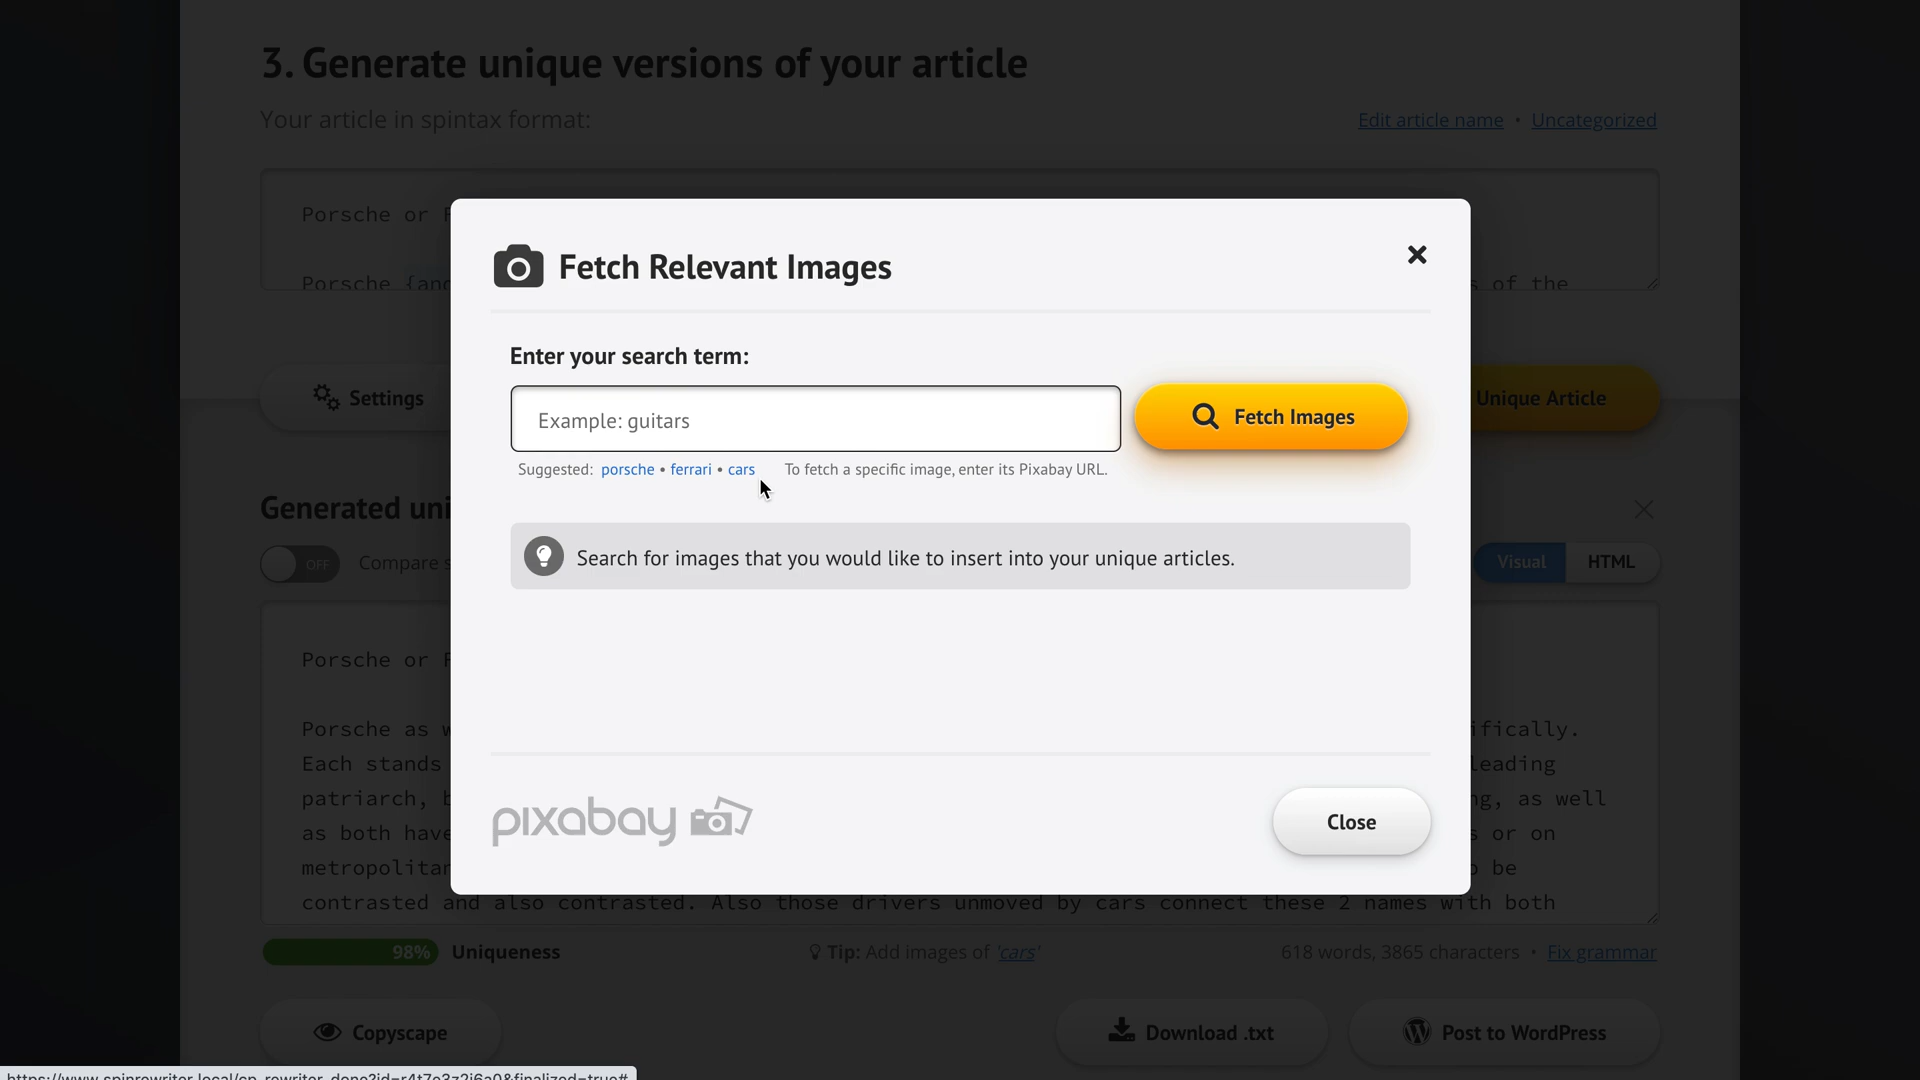 3. Generate unique versions of your article
Your article in spintax format:
Edit article name • Uncategorized
Porsche or
Porsche {an
s of the
Fetch Relevant Images
Enter your search term:
Example: guitars
Fetch Images
Suggested: porsche • ferrari • cars To fetch a specific image, enter its Pixabay URL.
Settings
Unique Article
Search for images that you would like to insert into your unique articles.
Generated uni
OFF
Compare s
Visual
HTML
Porsche or
Porsche as w
ifically.
Each stands
leading
patriarch, b
ng, as well
as both have
s or on
metropolitan
o be
contrasted and also contrasted. Also those drivers unmoved by cars connect these 2 names with both
pixabay
Close
98% Uniqueness
Tip: Add images of 'cars'
618 words, 3865 characters • Fix grammar
Copyscape
Download .txt
Post to WordPress